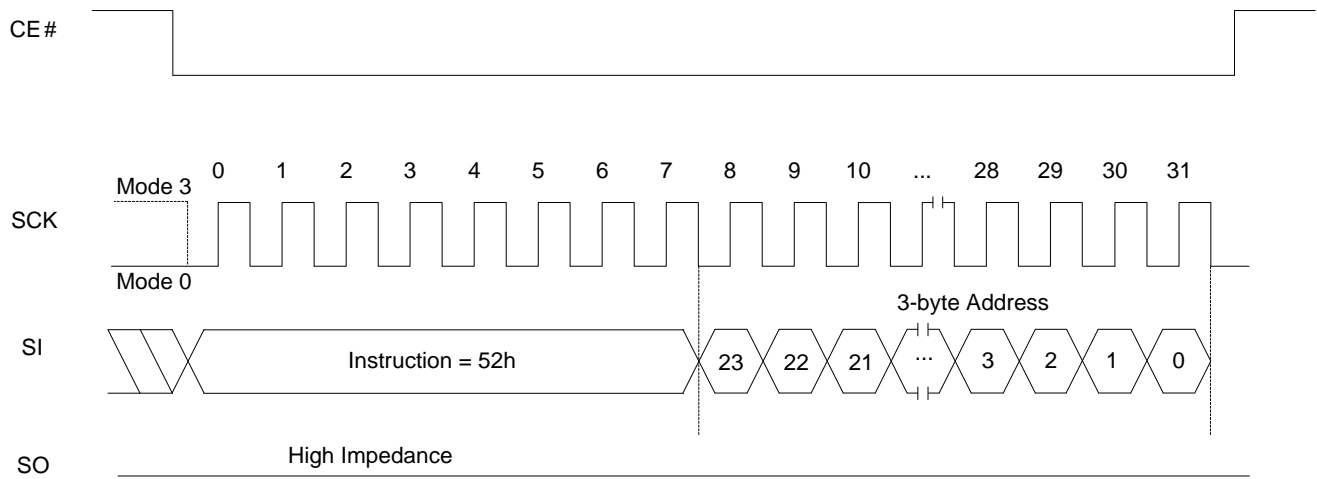 CE#
0 1 2 3 4 5 6 7 8 9 10 ... 28 29 30 31
Mode 3
SCK
Mode 0
3-byte Address
SI
Instruction = 52h
23 22 21 ... 3 2 1 0
High Impedance
SO